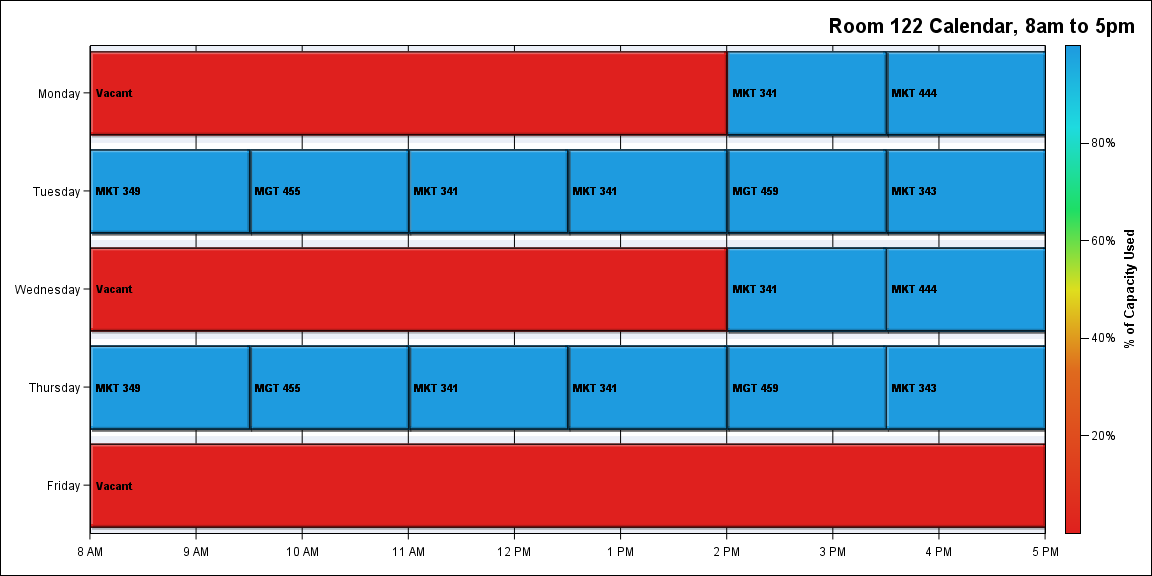 Room 122 Calendar, 8am to 5pm
Monday
Vacant
MKT 341
MKT 444
Tuesday
MKT 349
MGT 455
MKT 341
MKT 341
MGT 459
MKT 343
Wednesday
Vacant
MKT 341
MKT 444
Thursday
MKT 349
MGT 455
MKT 341
MKT 341
MGT 459
MKT 343
Friday
Vacant
8 AM
9 AM
10 AM
11 AM
12 PM
1 PM
2 PM
3 PM
4 PM
5 PM
80%
60%
40%
20%
% of Capacity Used